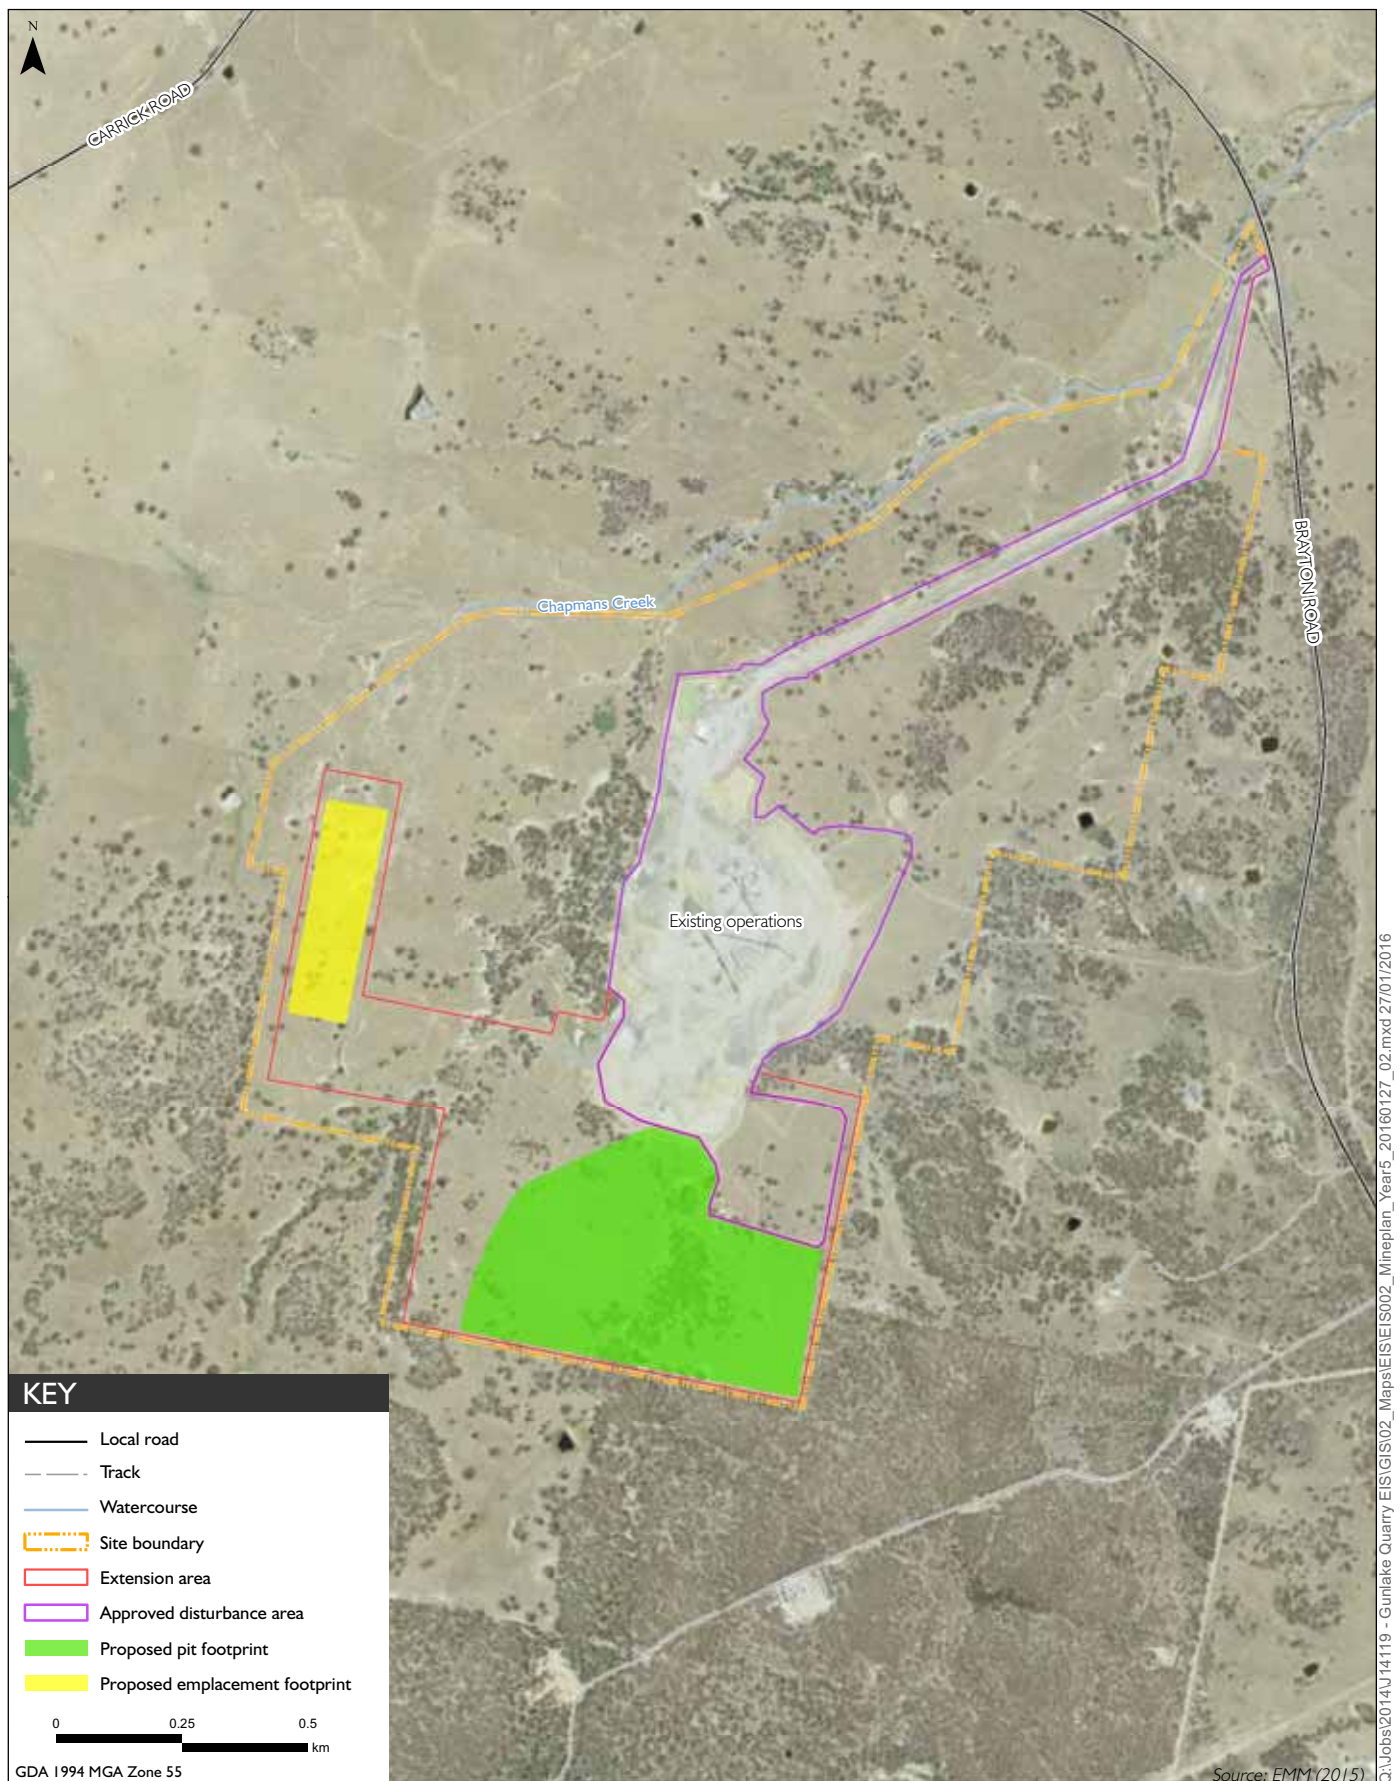 N
CARRICK ROAD
BRAYTON ROAD
Chapmans Creek
Existing operations
KEY
Local road
Track
Watercourse
Site boundary
Extension area
Approved disturbance area
Proposed pit footprint
Proposed emplacement footprint
0 0.25 0.5
km
GDA 1994 MGA Zone 55
Source: EMM (2015)
Q:\Jobs\2014\J14119 - Gunlake Quarry EIS\GIS\02_Maps\EIS\EIS002_Mineplan_Year5_20160127_02.mxd 27/01/2016